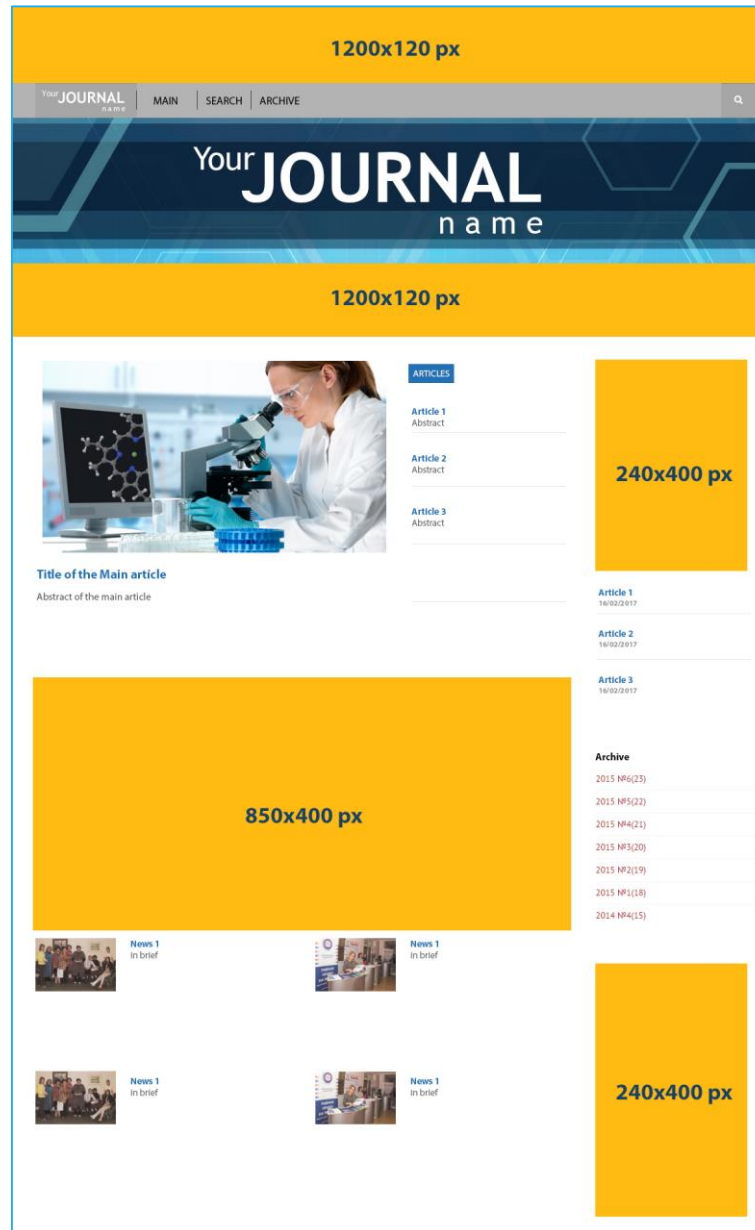 1200x120 px
Your JOURNAL
name
MAIN
SEARCH
ARCHIVE
Your JOURNAL
name
1200x120 px
ARTICLES
Article 1
Abstract
Article 2
Abstract
Article 3
Abstract
Title of the Main article
Abstract of the main article
240x400 px
Article 1
16/02/2017
Article 2
16/02/2017
Article 3
16/02/2017
850x400 px
Archive
2015 №6(23)
2015 №5(22)
2015 №4(21)
2015 №3(20)
2015 №2(19)
2015 №1(18)
2014 №4(15)
News 1
in brief
News 1
in brief
News 1
in brief
News 1
in brief
240x400 px